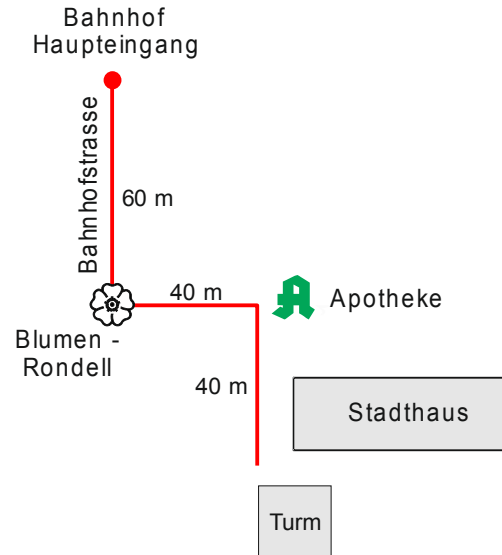 Bahnhof
Haupteingang
Bahnhofstrasse
60 m
40 m
Apotheke
Blumen -
Rondell
40 m
Stadthaus
Turm